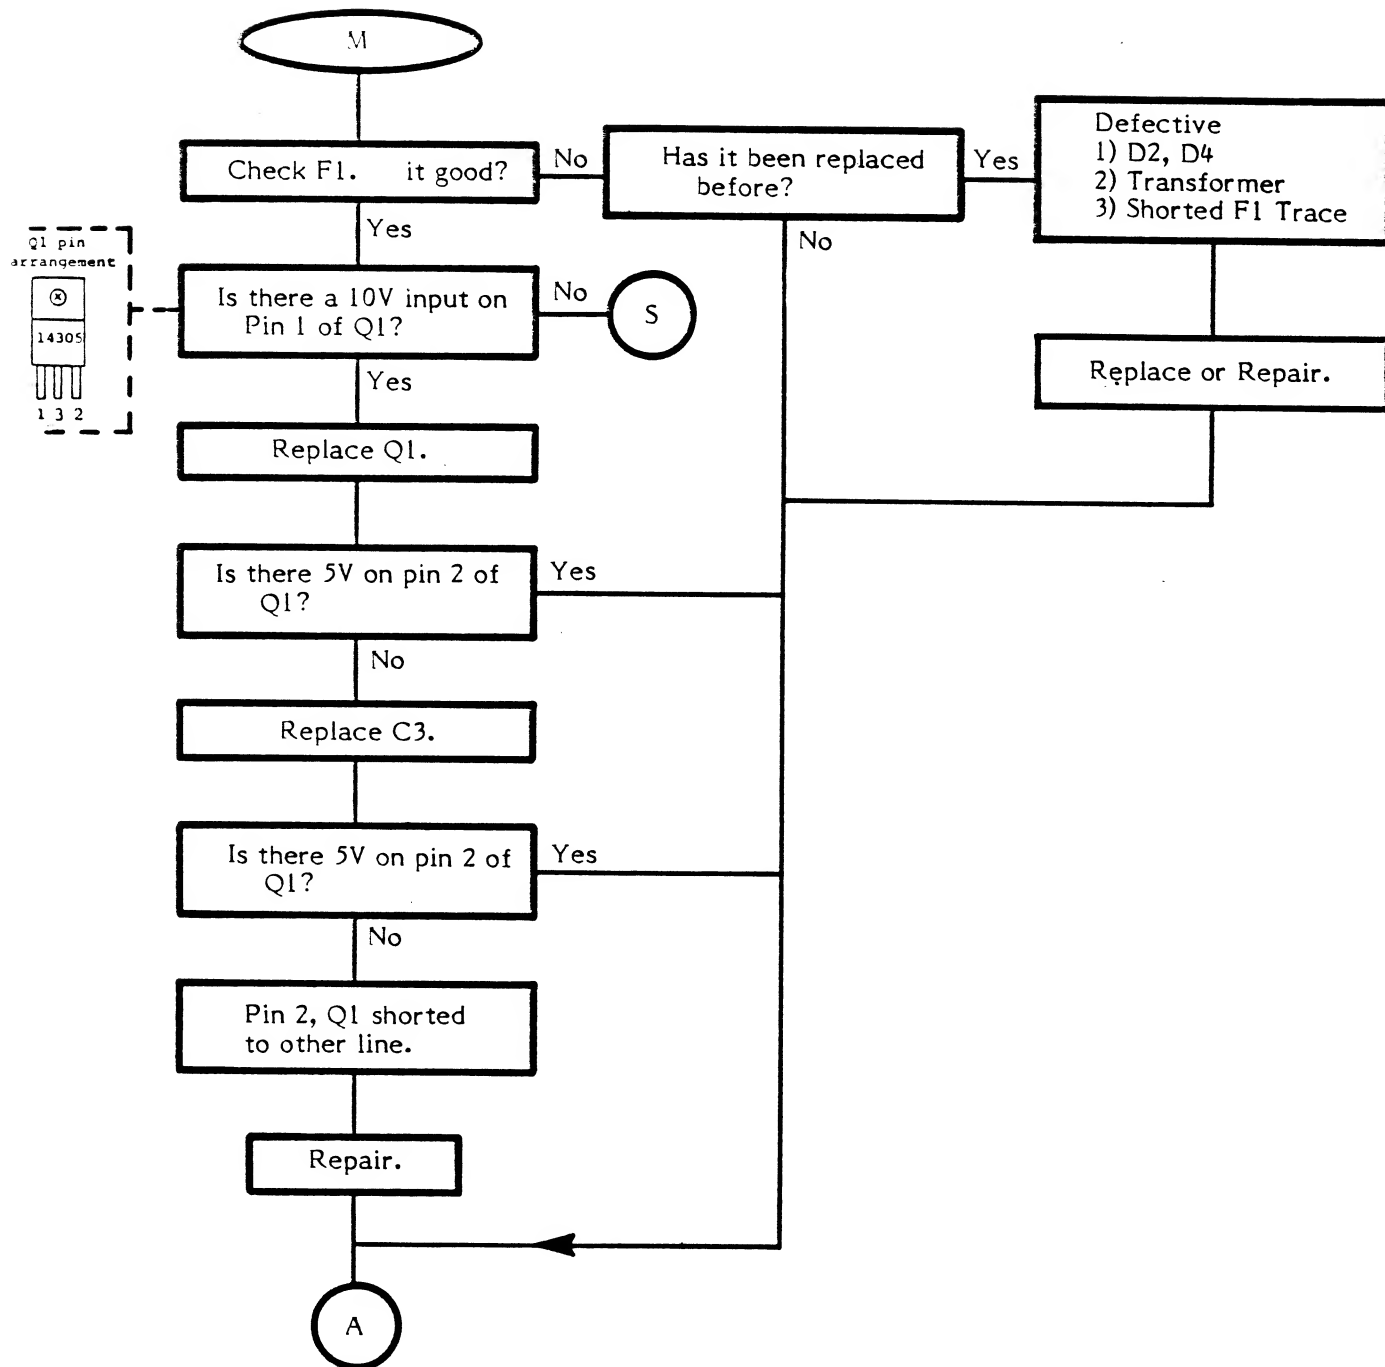 M
Check F1. it good?
No
Has it been replaced
before?
Yes
Defective
1) D2, D4
2) Transformer
3) Shorted F1 Trace
Yes
No
Q1 pin
arrangement
14305
1 3 2
Is there a 10V input on
Pin 1 of Q1?
No
S
Replace or Repair.
Yes
Replace Q1.
Is there 5V on pin 2 of
Q1?
Yes
No
Replace C3.
Is there 5V on pin 2 of
Q1?
Yes
No
Pin 2, Q1 shorted
to other line.
Repair.
A